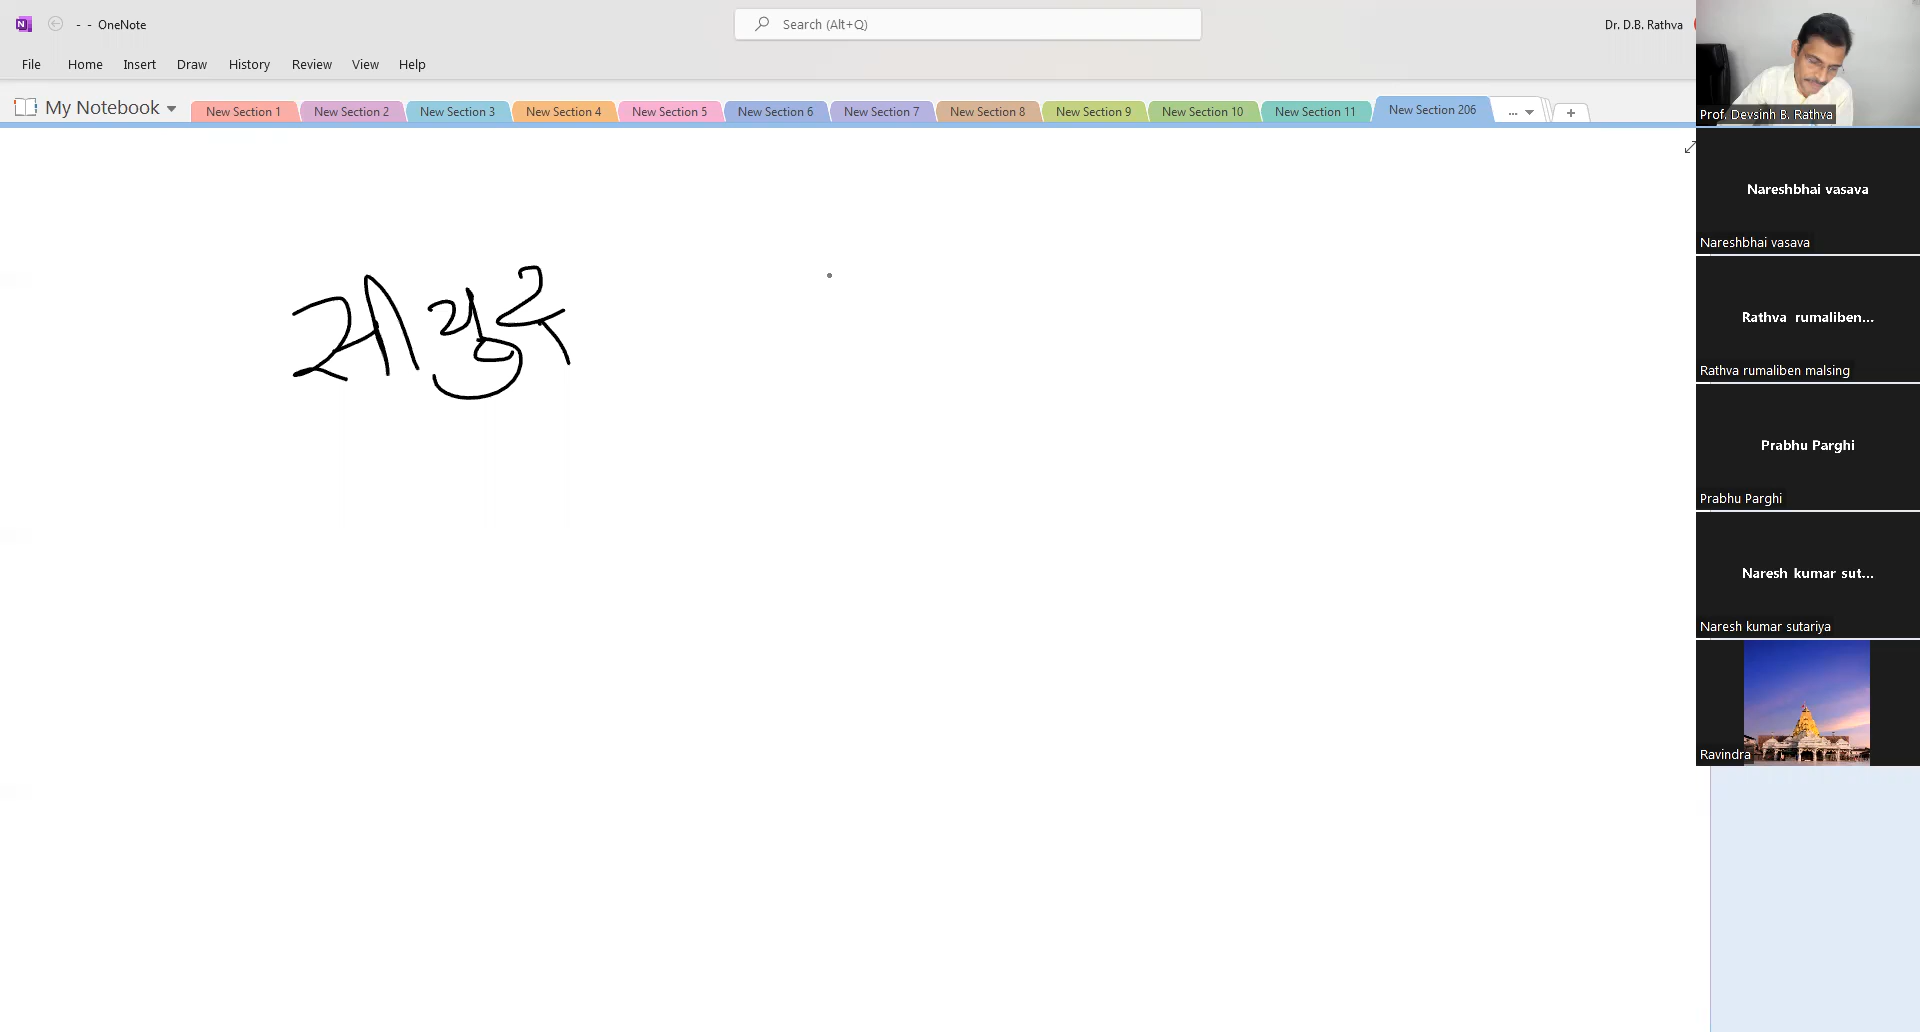 - - OneNote
Search (Alt+Q)
Dr. D.B. Rathva
File Home Insert Draw History Review View Help
My Notebook New Section 1 New Section 2 New Section 3 New Section 4 New Section 5 New Section 6 New Section 7 New Section 8 New Section 9 New Section 10 New Section 11 New Section 206 ...
Prof. Devsinh B. Rathva
Nareshbhai vasava
Nareshbhai vasava
Rathva rumaliben...
Rathva rumaliben malsing
Prabhu Parghi
Prabhu Parghi
Naresh kumar sut...
Naresh kumar sutariya
Ravindra